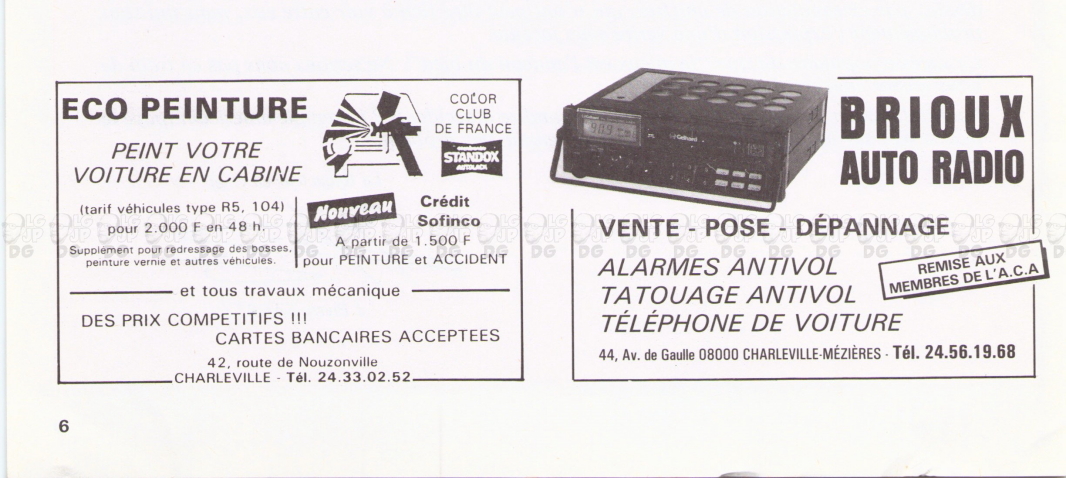 ECO PEINTURE
PEINT VOTRE
VOITURE EN CABINE
COLOR
CLUB
DE FRANCE
STANDOX
AUTOLACK
(tarif véhicules type R5, 104)
pour 2.000 F en 48 h.
Supplément pour redressage des bosses,
peinture vernie et autres véhicules.
Nouveau
Crédit
Sofinco
A partir de 1.500 F
pour PEINTURE et ACCIDENT
et tous travaux mécanique
DES PRIX COMPETITIFS !!!
CARTES BANCAIRES ACCEPTEES
42, route de Nouzonville
CHARLEVILLE - Tél. 24.33.02.52
BRIOUX
AUTO RADIO
90.9
VENTE - POSE - DÉPANNAGE
ALARMES ANTIVOL
TATOUAGE ANTIVOL
TÉLÉPHONE DE VOITURE
REMISE AUX
MEMBRES DE L'A.C.A
44, Av. de Gaulle 08000 CHARLEVILLE-MÉZIÈRES - Tél. 24.56.19.68
6